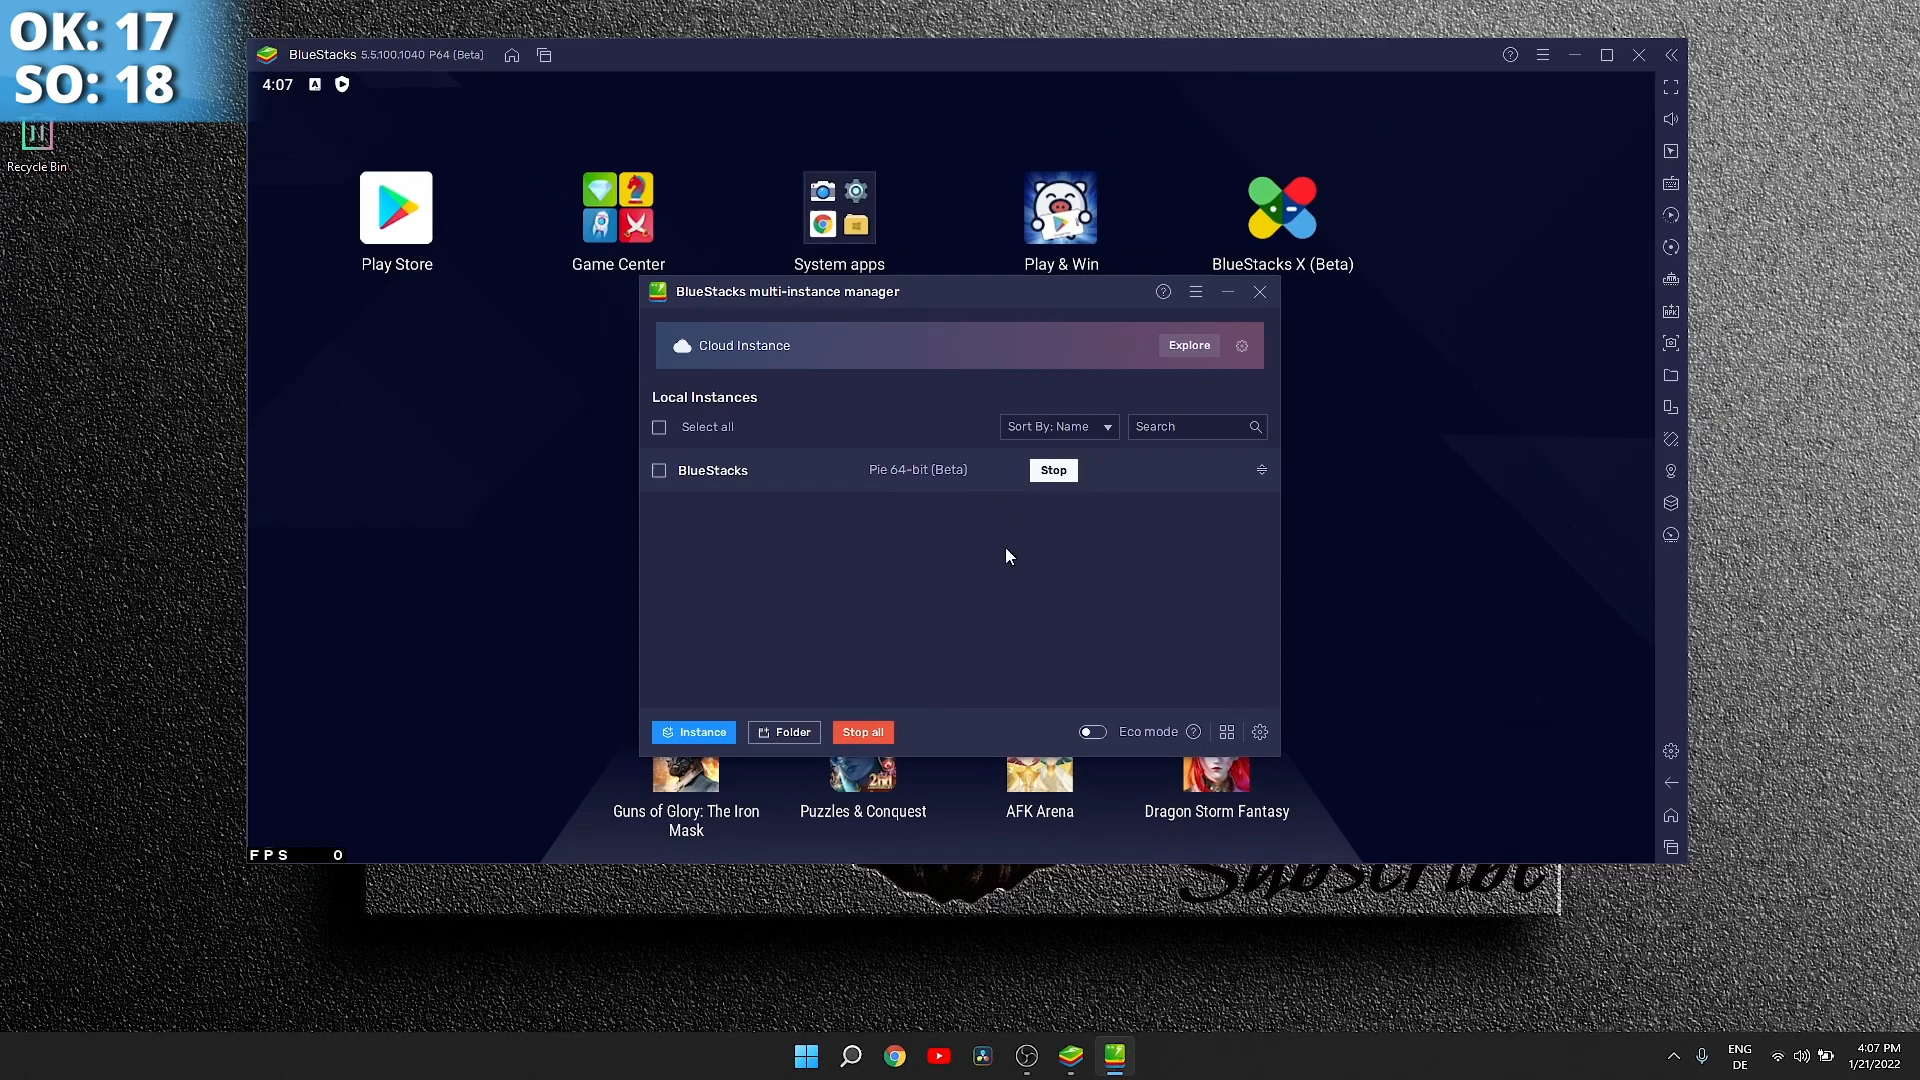 OK: 17
SO: 18
Recycle Bin
BlueStacks 5.5.100.1040 P64 (Beta)
4:07
Play Store
Game Center
System apps
Play & Win
BlueStacks X (Beta)
BlueStacks multi-instance manager
Cloud Instance
Explore
Local Instances
Select all
Sort By: Name
Search
BlueStacks
Pie 64-bit (Beta)
Stop
Instance
Folder
Stop all
Eco mode
Guns of Glory: The Iron
Mask
Puzzles & Conquest
AFK Arena
Dragon Storm Fantasy
FPS 0
Subscribe
ENG
DE
4:07 PM
1/21/2022